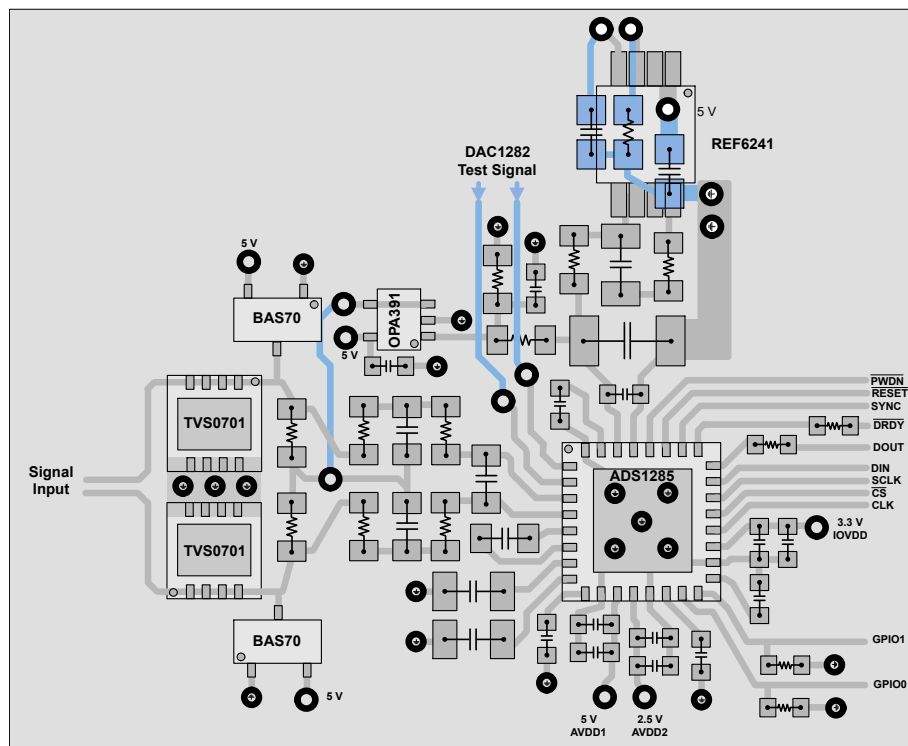 5 V
REF6241
DAC1282
Test Signal
5 V
BAS70
OPA391
5 V
PWDN
RESET
SYNC
DRDY
DOUT
DIN
SCLK
CS
CLK
TVS0701
ADS1285
Signal
Input
TVS0701
3.3 V
IOVDD
BAS70
GPIO1
GPIO0
5 V
5 V
AVDD1
2.5 V
AVDD2